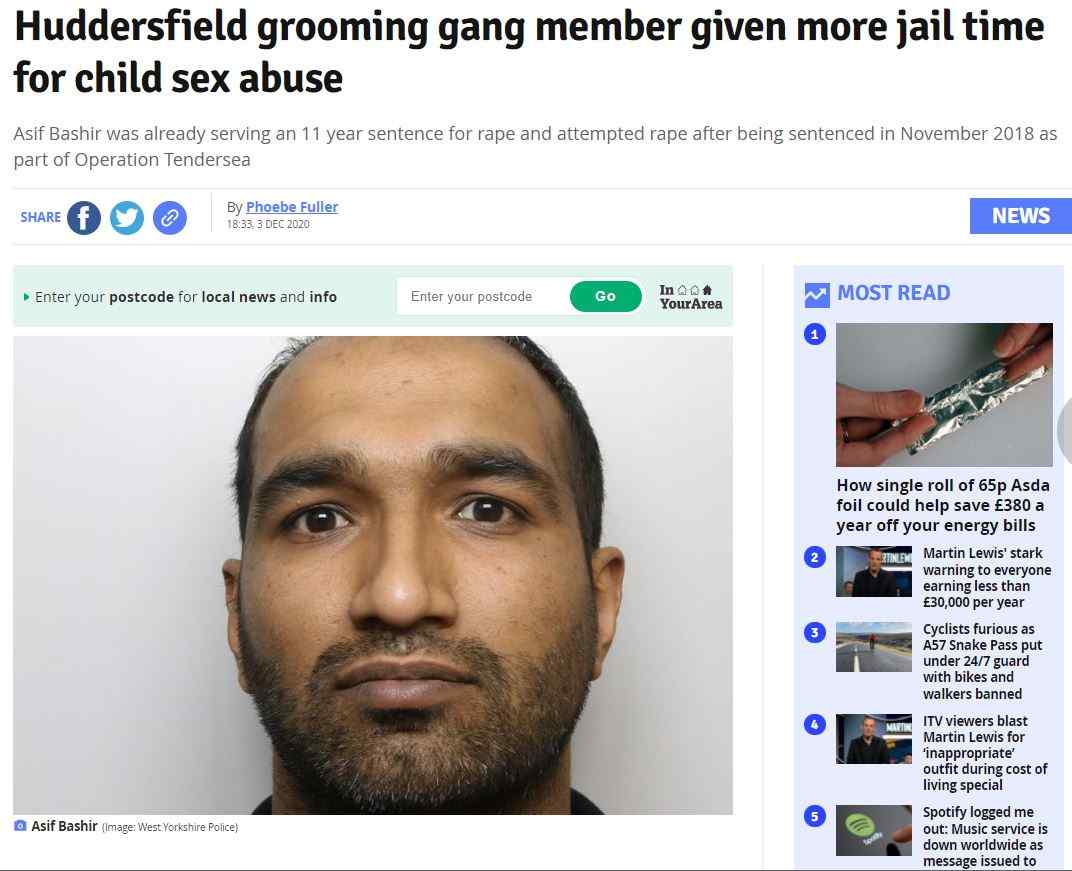 Huddersfield grooming gang member given more jail time
for child sex abuse
Asif Bashir was already serving an 11 year sentence for rape and attempted rape after being sentenced in November 2018 as
part of Operation Tendersea
SHARE
By Phoebe Fuller
18:33, 3 DEC 2020
NEWS
Enter your postcode for local news and info
Enter your postcode
Go
In
YourArea
Asif Bashir (Image: West Yorkshire Police)
MOST READ
1
How single roll of 65p Asda
foil could help save £380 a
year off your energy bills
2
Martin Lewis' stark
warning to everyone
earning less than
£30,000 per year
3
Cyclists furious as
A57 Snake Pass put
under 24/7 guard
with bikes and
walkers banned
4
MARTIN
ITV viewers blast
Martin Lewis for
‘inappropriate’
outfit during cost of
living special
5
Spotify
Spotify logged me
out: Music service is
down worldwide as
message issued to